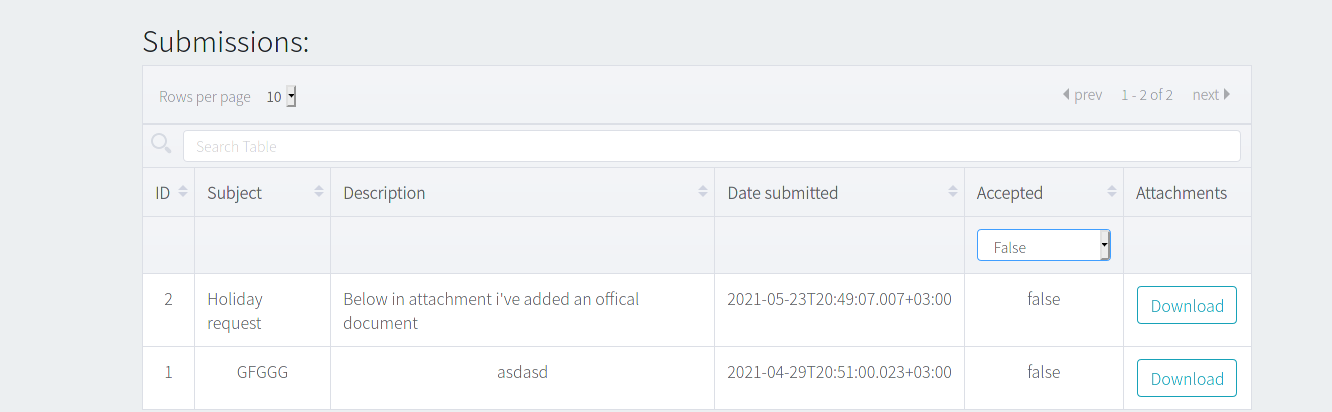 Submissions:
Rows per page 10 prev 1 - 2 of 2 next
Search Table
ID Subject Description Date submitted Accepted Attachments
False
2 Holiday Below in attachment i've added an offical 2021-05-23T20:49:07.007+03:00 false Download
request document
1 GFGGG asdasd 2021-04-29T20:51:00.023+03:00 false Download